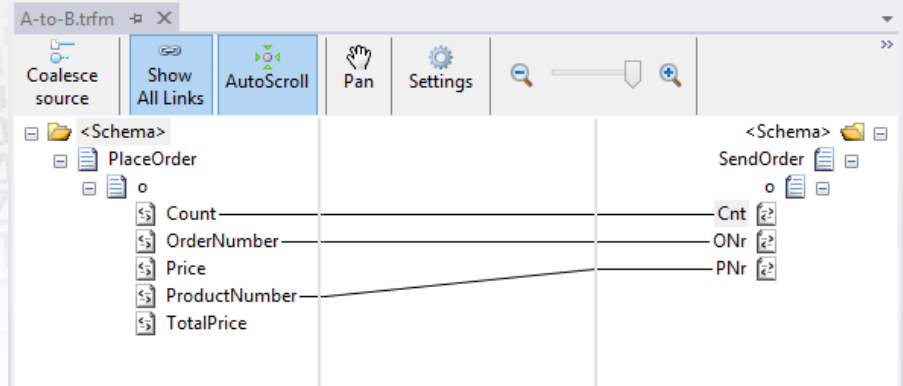 A-to-B.trfm
Coalesce source
Show All Links
AutoScroll
Pan
Settings
<Schema>
<Schema>
PlaceOrder
SendOrder
o
o
Count
Cnt
OrderNumber
ONr
Price
PNr
ProductNumber
TotalPrice